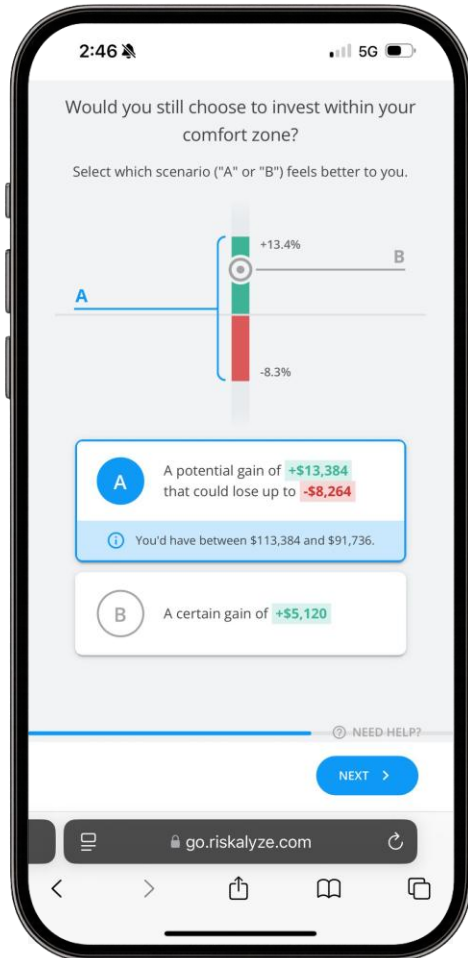 2:46
5G
Would you still choose to invest within your
comfort zone?
Select which scenario ("A" or "B") feels better to you.
+13.4%
B
A
-8.3%
A
A potential gain of +$13,384
that could lose up to -$8,264
You'd have between $113,384 and $91,736.
B
A certain gain of +$5,120
NEED HELP?
NEXT
go.riskalyze.com